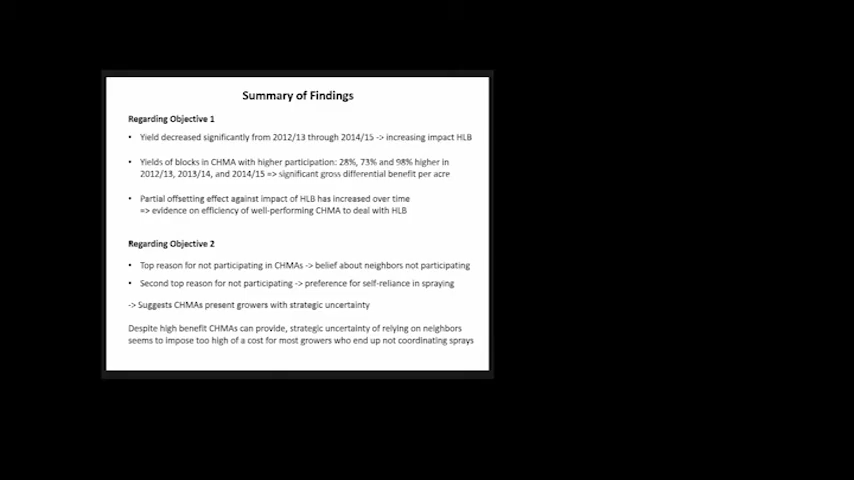 Summary of Findings
Regarding Objective 1
• Yield decreased significantly from 2012/13 through 2014/15 -> increasing impact HLB
• Yields of blocks in CHMA with higher participation: 28%, 73% and 98% higher in
2012/13, 2013/14, and 2014/15 => significant gross differential benefit per acre
• Partial offsetting effect against impact of HLB has increased over time
=> evidence on efficiency of well-performing CHMA to deal with HLB
Regarding Objective 2
• Top reason for not participating in CHMAs -> belief about neighbors not participating
• Second top reason for not participating -> preference for self-reliance in spraying
-> Suggests CHMAs present growers with strategic uncertainty
Despite high benefit CHMAs can provide, strategic uncertainty of relying on neighbors
seems to impose too high of a cost for most growers who end up not coordinating sprays